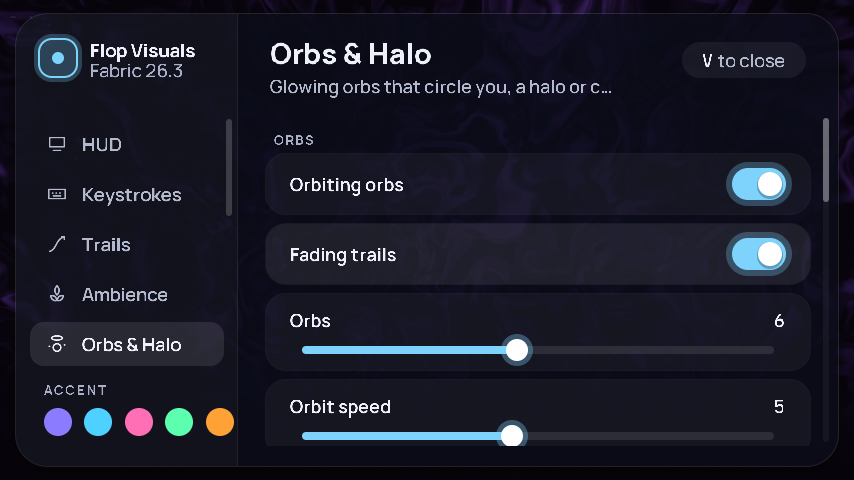 Flop Visuals
Fabric 26.3
HUD
Keystrokes
Trails
Ambience
Orbs & Halo
ACCENT
Orbs & Halo
Glowing orbs that circle you, a halo or c...
V to close
ORBS
Orbiting orbs
Fading trails
Orbs 6
Orbit speed 5